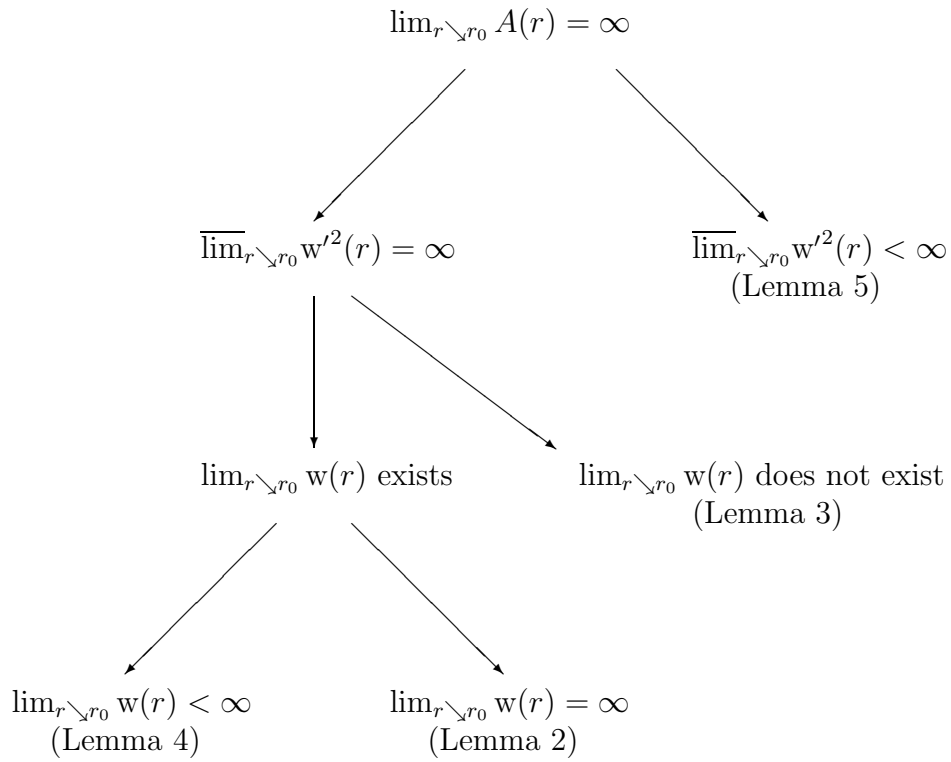 lim_{r↘r₀} A(r) = ∞
\overline{lim}_{r↘r₀} w′²(r) = ∞
\overline{lim}_{r↘r₀} w′²(r) < ∞
(Lemma 5)
lim_{r↘r₀} w(r) exists
lim_{r↘r₀} w(r) does not exist
(Lemma 3)
lim_{r↘r₀} w(r) < ∞
(Lemma 4)
lim_{r↘r₀} w(r) = ∞
(Lemma 2)